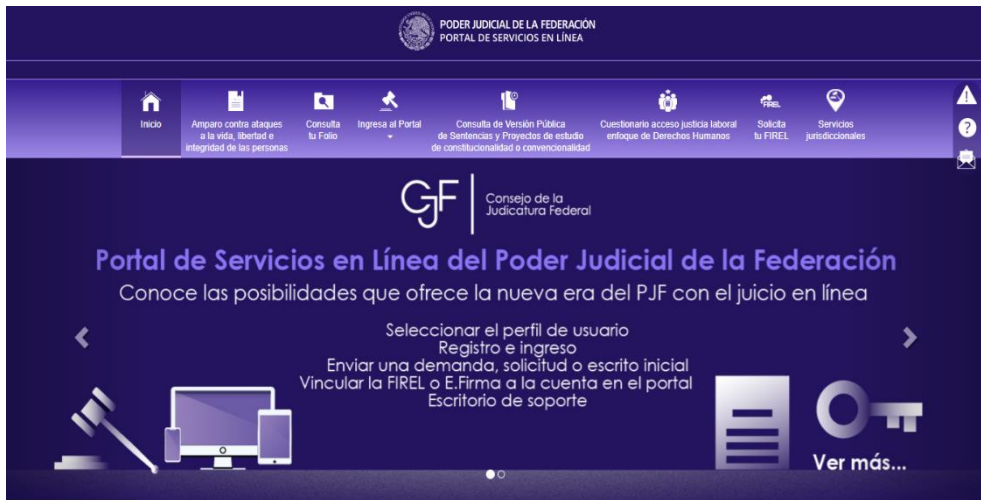 PODER JUDICIAL DE LA FEDERACIÓN
PORTAL DE SERVICIOS EN LÍNEA
Inicio
Amparo contra ataques
a la vida, libertad e
integridad de las personas
Consulta
tu Folio
Ingresa al Portal
Consulta de Versión Pública
de Sentencias y Proyectos de estudio
de constitucionalidad o convencionalidad
Cuestionario acceso justicia laboral
enfoque de Derechos Humanos
FIREL
Solicita
tu FIREL
Servicios
jurisdiccionales
CJF
Consejo de la
Judicatura Federal
Portal de Servicios en Línea del Poder Judicial de la Federación
Conoce las posibilidades que ofrece la nueva era del PJF con el juicio en línea
Seleccionar el perfil de usuario
Registro e ingreso
Enviar una demanda, solicitud o escrito inicial
Vincular la FIREL o E.Firma a la cuenta en el portal
Escritorio de soporte
Ver más...